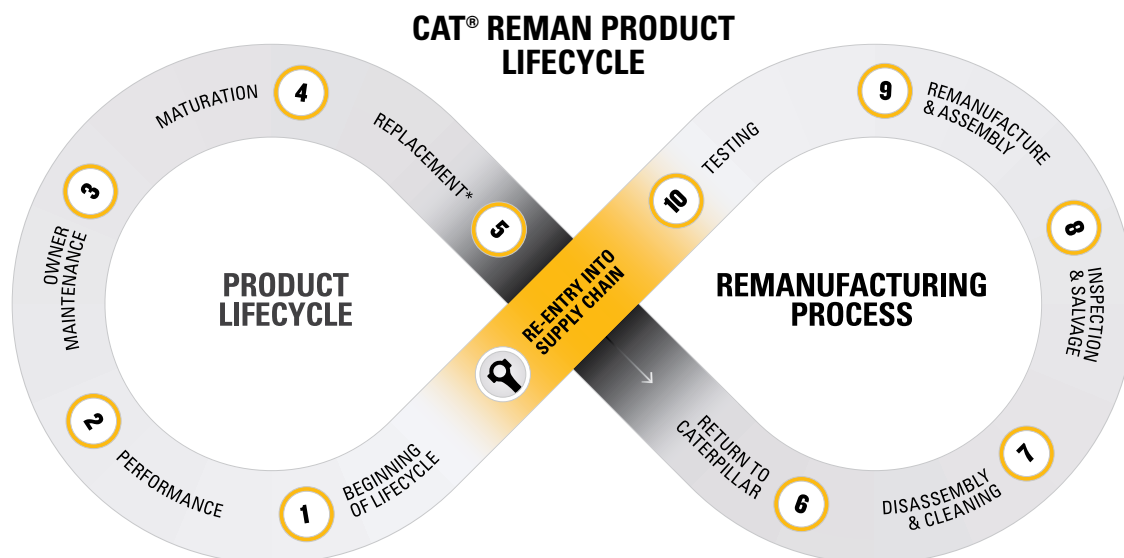 CAT® REMAN PRODUCT
LIFECYCLE
PRODUCT
LIFECYCLE
1
BEGINNING
OF LIFECYCLE
2
PERFORMANCE
3
OWNER
MAINTENANCE
4
MATURATION
5
REPLACEMENT*
REMANUFACTURING
PROCESS
6
RETURN TO
CATERPILLAR
7
DISASSEMBLY
& CLEANING
8
INSPECTION
& SALVAGE
9
REMANUFACTURE
& ASSEMBLY
10
TESTING
RE-ENTRY INTO
SUPPLY CHAIN